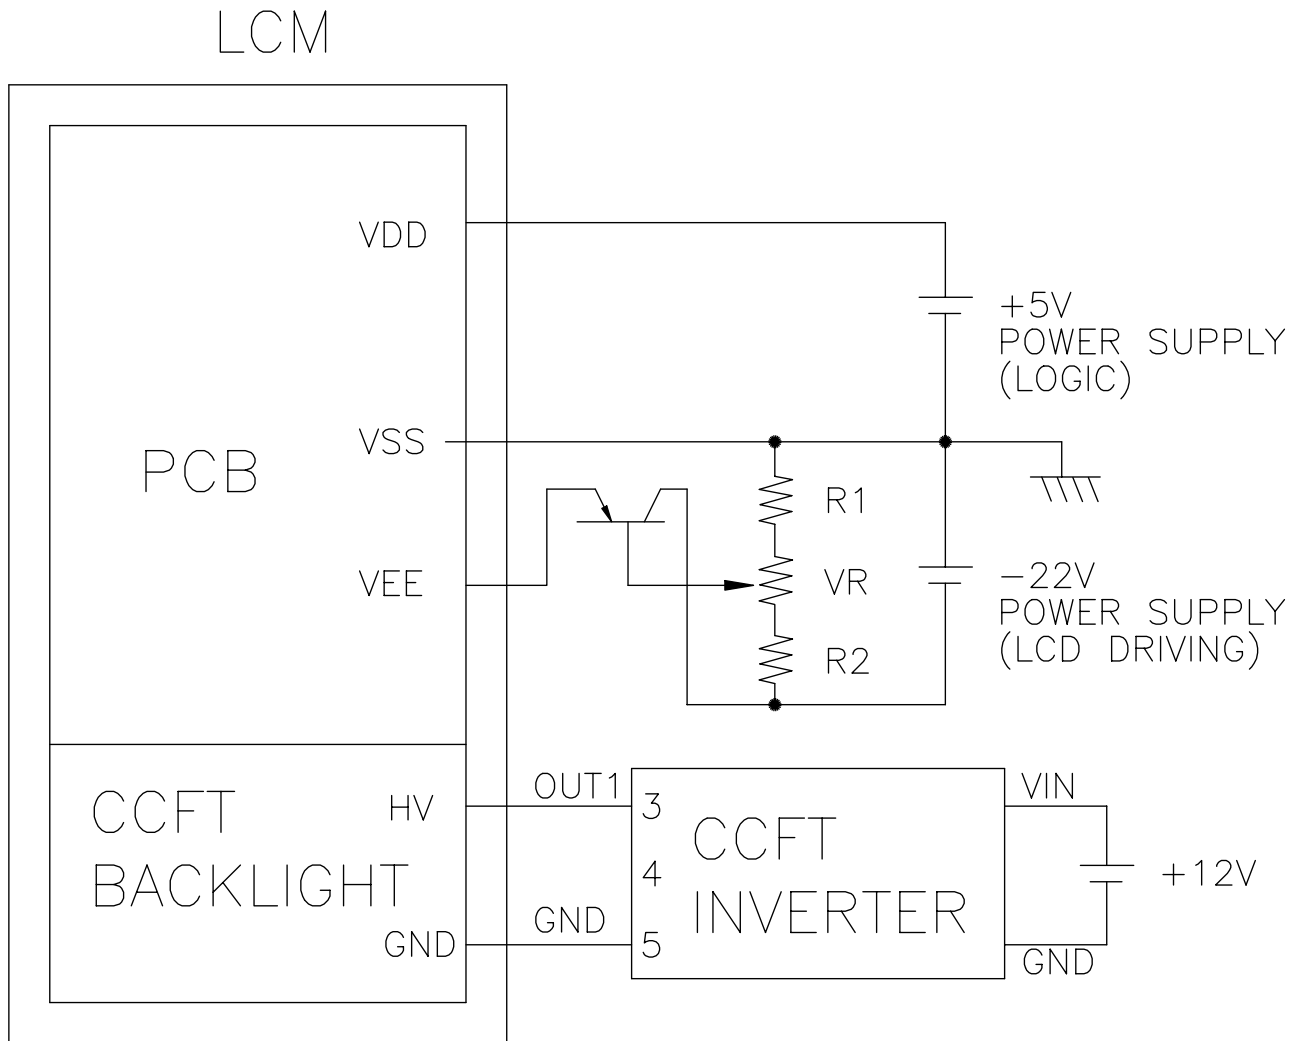 LCM
VDD
+5V
POWER SUPPLY
(LOGIC)
VSS
PCB
R1
VEE
VR
-22V
POWER SUPPLY
(LCD DRIVING)
R2
CCFT
BACKLIGHT
HV
GND
OUT1
GND
3
4
5
CCFT
INVERTER
VIN
+12V
GND